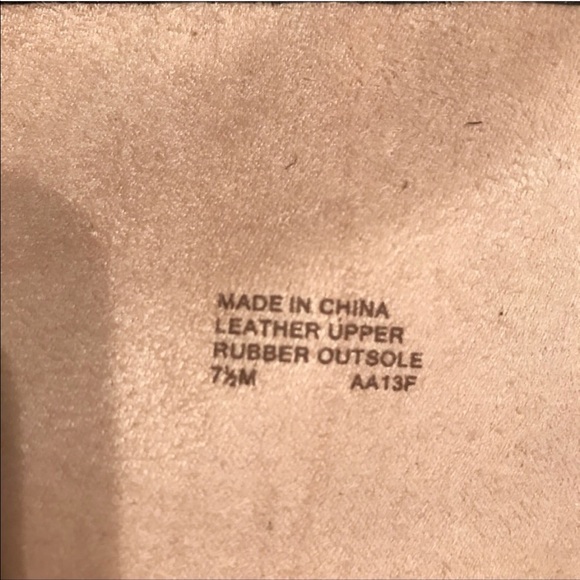 MADE IN CHINA
LEATHER UPPER
RUBBER OUTSOLE
7½M AA13F